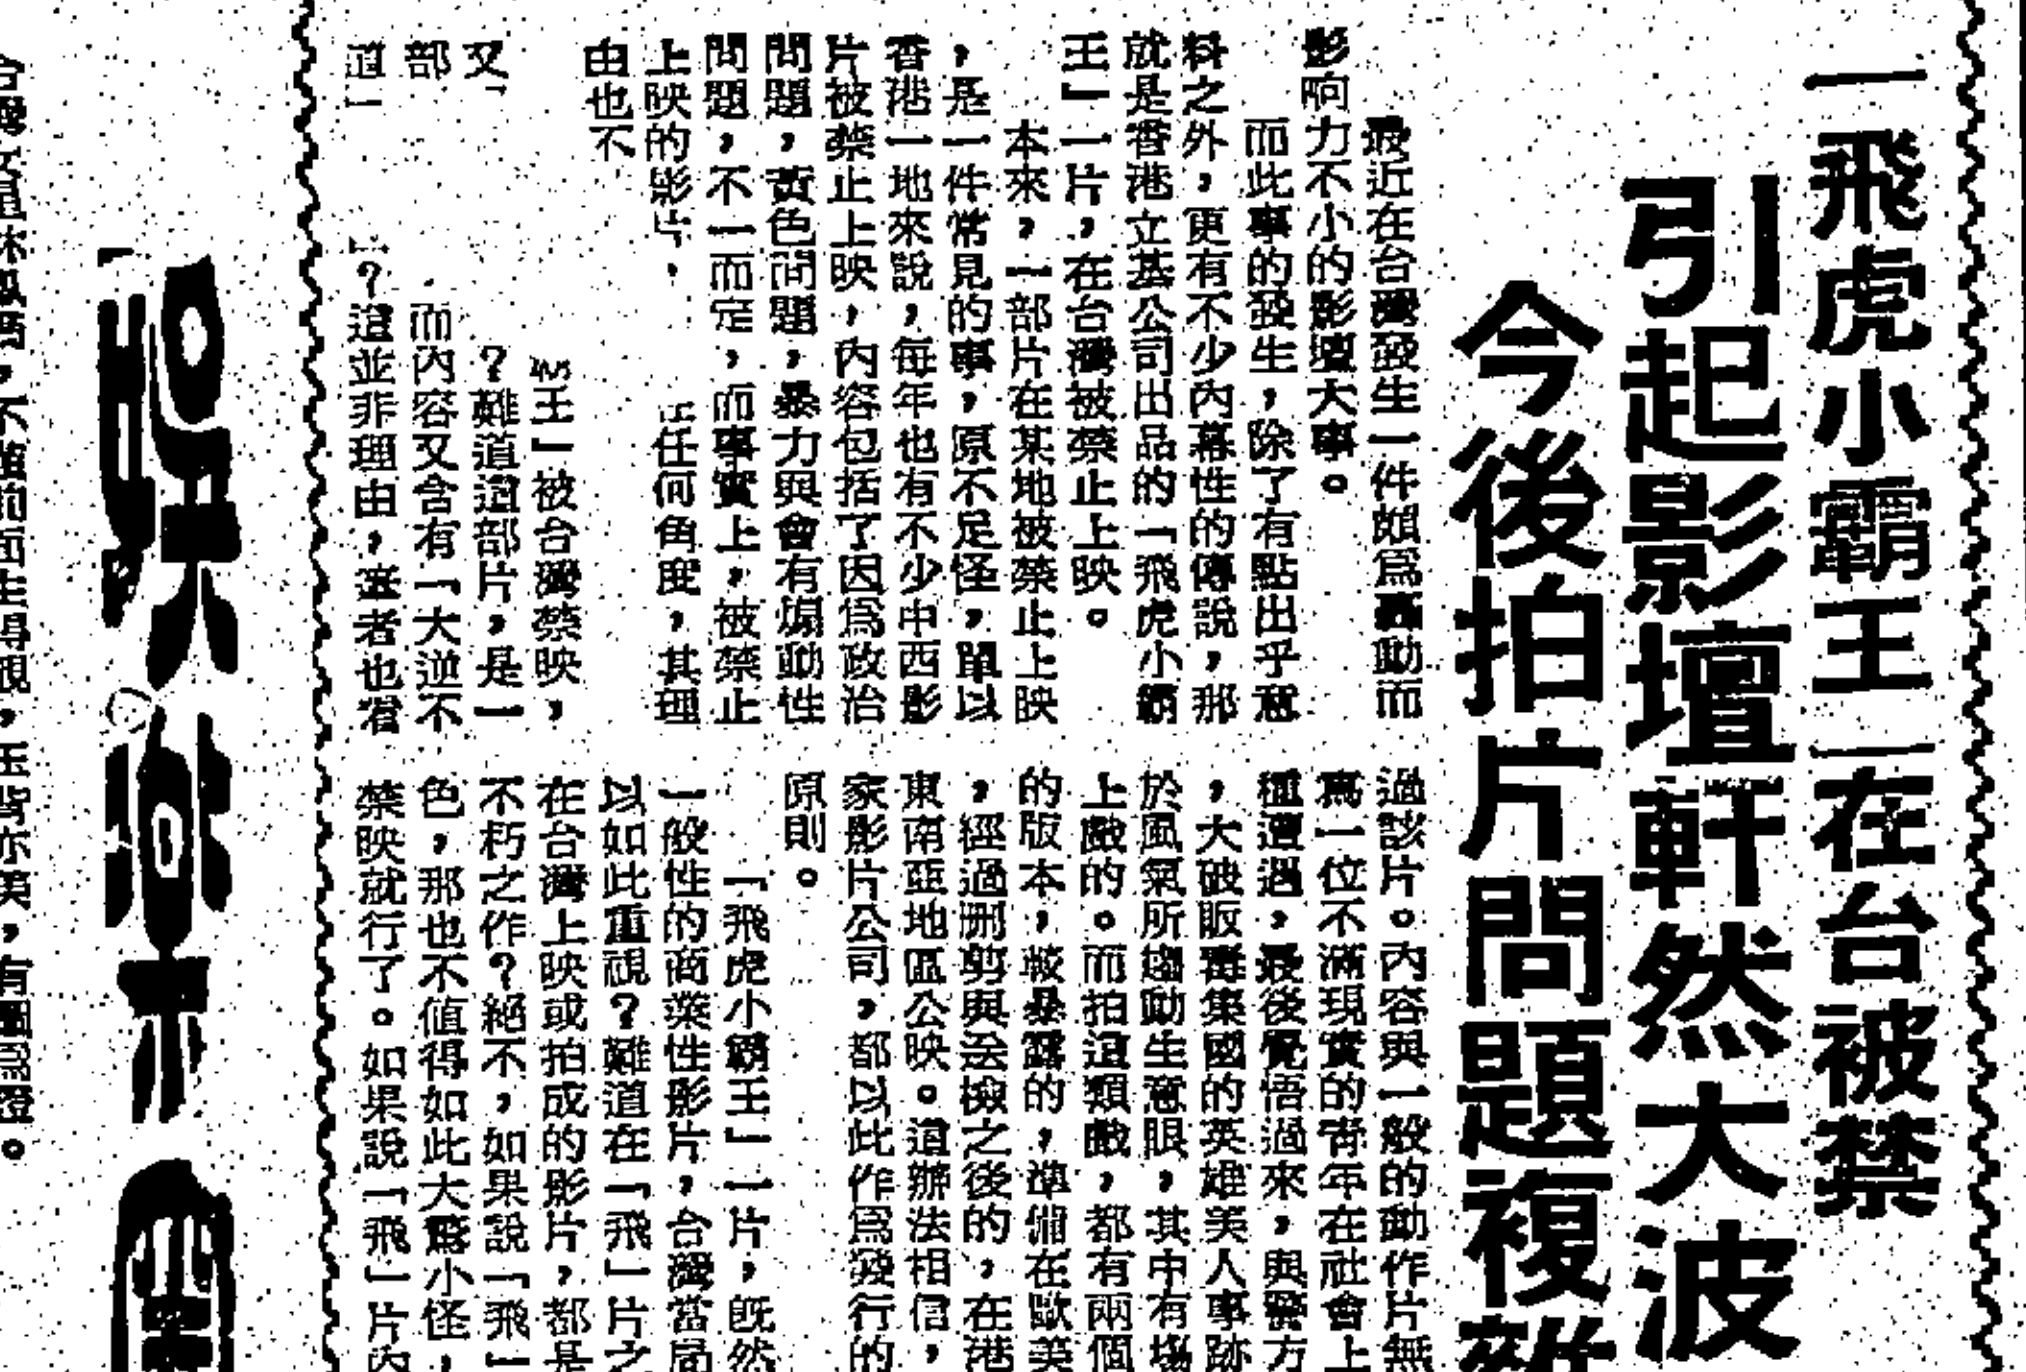 「飛虎小霸王」在台被禁
引起影壇軒然大波
今後拍片問題複雜
最近在台灣發生一件頗爲轟動而
影响力不小的影壇大事。
而此事的發生，除了有點出乎意
料之外，更有不少內幕性的傳說，那
就是香港立基公司出品的「飛虎小霸
王」一片，在台灣被禁止上映。
本來，一部片在某地被禁止上映
，是一件常見的事，原不足怪，單以
香港一地來說，每年也有不少中西影
片被禁止上映，內容包括了因爲政治
問題，黃色問題，暴力與會有煽動性
問題，不一而定，而事實上，被禁止
上映的影片，任何角度，其理
由也不
王」被台灣禁映，
又？難道這部片，是一
部而內容又含有「大逆不
道」？這並非理由，筆者也看
過該片。內容與一般的動作片無
爲一位不滿現實的青年在社會上
種遭遇，最後覺悟過來，與警方
，大破販毒集團的英雄美人事跡
於風氣所趨動生意眼，其中有場
上戲的。而拍這類戲，都有兩個
的版本，較暴露的，準備在歐美
，經過刪剪與送檢之後的，在港
東南亞地區公映。這辦法相信，
家影片公司，都以此作爲發行的
原則。
「飛虎小霸王」一片，既然
一般性的商業性影片，台灣當局
以如此重視？難道在「飛」片之
在台灣上映或拍成的影片，都是
不朽之作？絕不，如果說「飛」
色，那也不值得如此大驚小怪，
禁映就行了。如果說「飛」片內
，不僅前面生得靚，玉背亦美，有圖爲證。